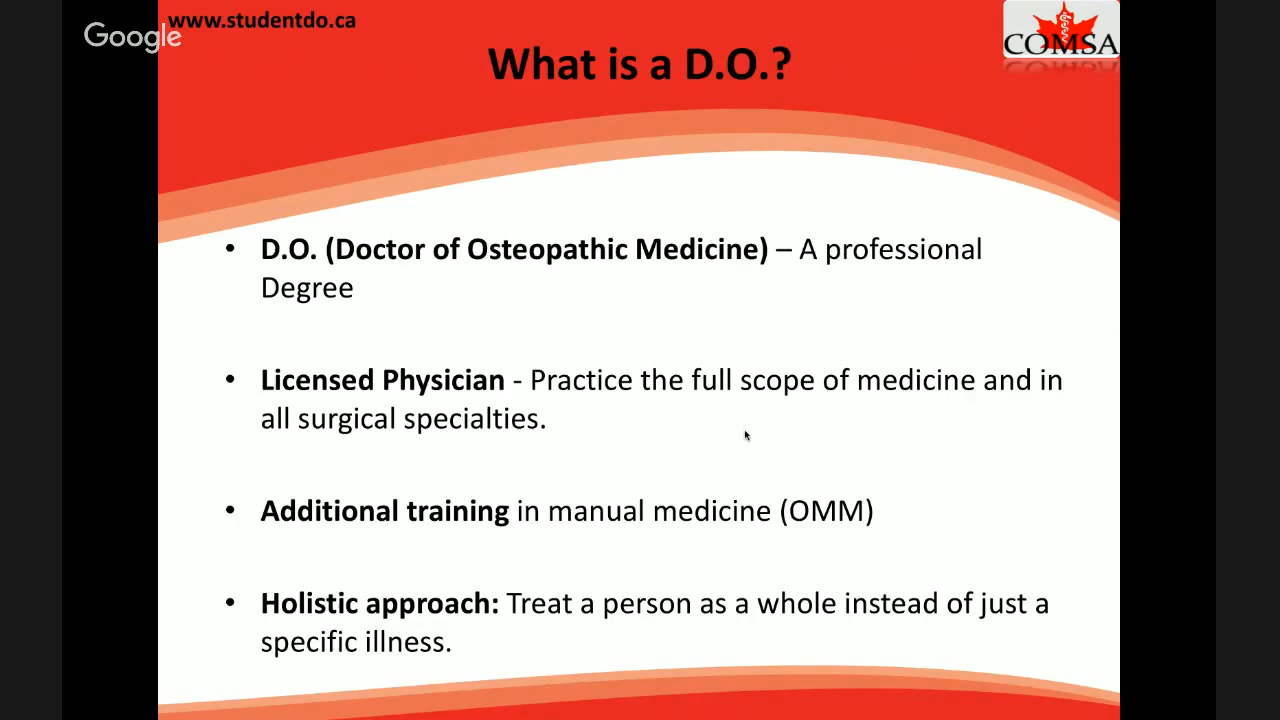 www.studentdo.ca
Google
COMSA
What is a D.O.?
• D.O. (Doctor of Osteopathic Medicine) – A professional
Degree
• Licensed Physician - Practice the full scope of medicine and in
all surgical specialties.
• Additional training in manual medicine (OMM)
• Holistic approach: Treat a person as a whole instead of just a
specific illness.